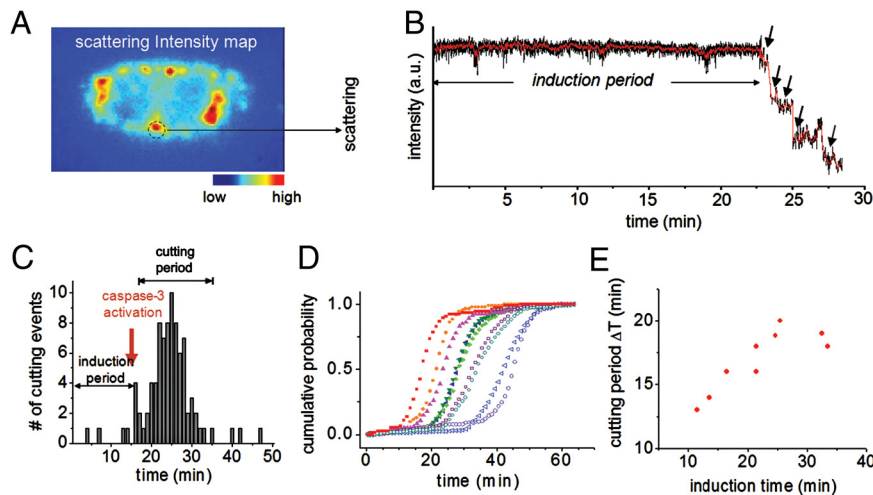 A
scattering Intensity map
scattering
low high
B
intensity (a.u.)
induction period
5 10 15 20 25 30
time (min)
C
# of cutting events
10
8
6
4
2
0
cutting
period
caspase-3
activation
induction
period
0 10 20 30 40 50
time (min)
D
cumulative probability
1.0
0.5
0.0
0 20 40 60
time (min)
E
cutting period ΔT (min)
20
15
10
10 20 30 40
induction time (min)